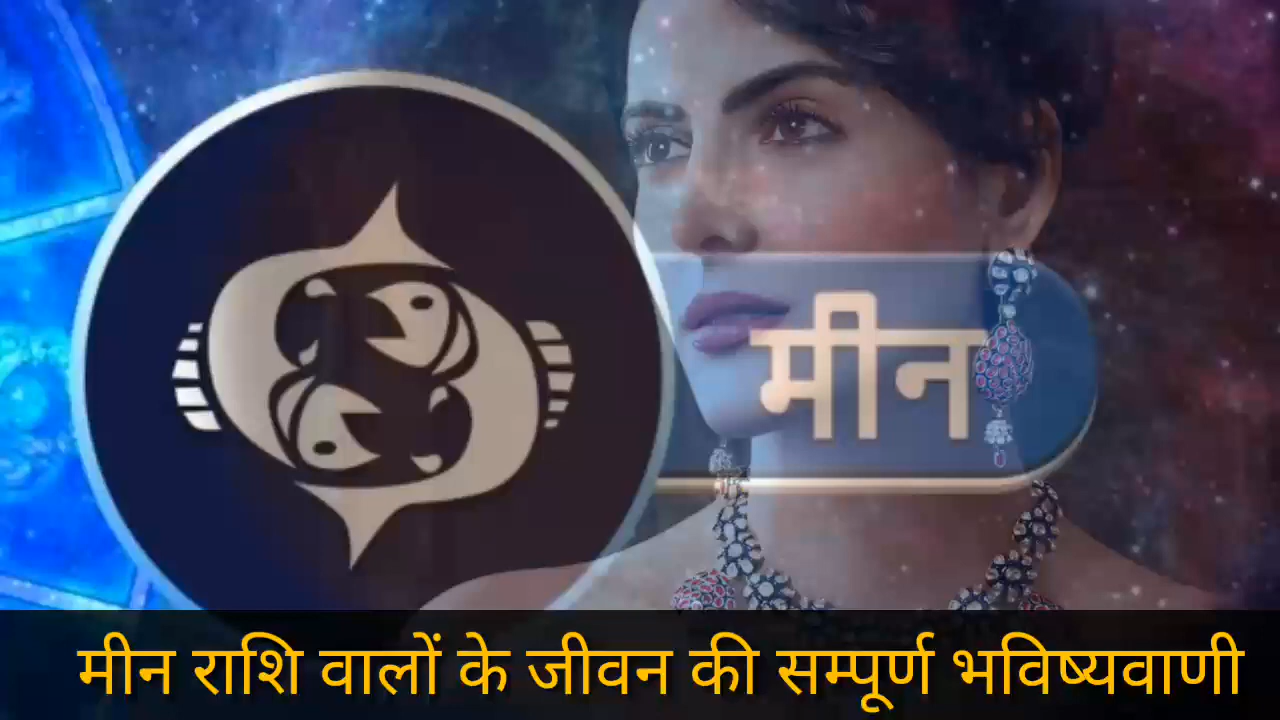 मीन
मीन राशि वालों के जीवन की सम्पूर्ण भविष्यवाणी